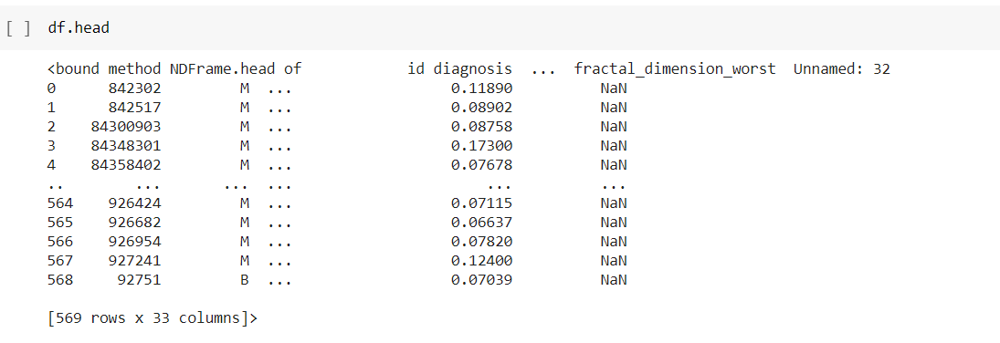 [ ] df.head
<bound method NDFrame.head of id diagnosis ... fractal_dimension_worst Unnamed: 32
0 842302 M ... 0.11890 NaN
1 842517 M ... 0.08902 NaN
2 84300903 M ... 0.08758 NaN
3 84348301 M ... 0.17300 NaN
4 84358402 M ... 0.07678 NaN
.. ... ... ... ... ...
564 926424 M ... 0.07115 NaN
565 926682 M ... 0.06637 NaN
566 926954 M ... 0.07820 NaN
567 927241 M ... 0.12400 NaN
568 92751 B ... 0.07039 NaN
[569 rows x 33 columns]>